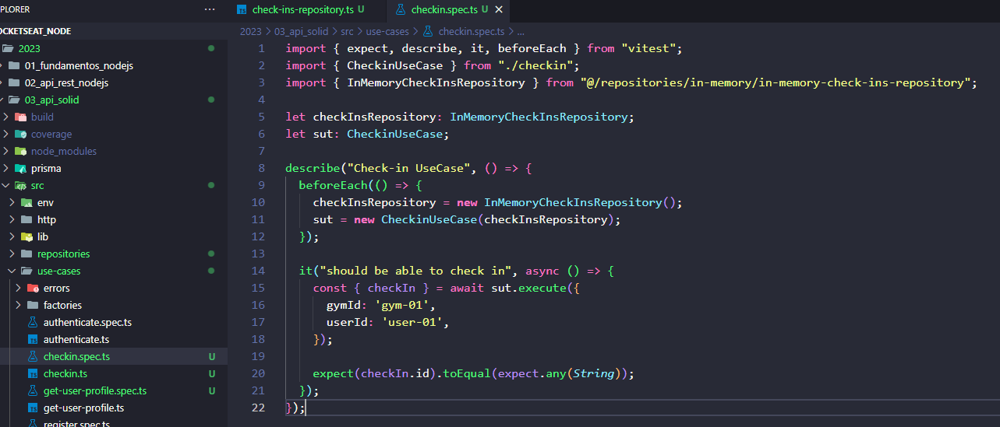 PLORER ...
OCKETSEAT_NODE
2023
01_fundamentos_nodejs
02_api_rest_nodejs
03_api_solid
build
coverage
node_modules
prisma
src
env
http
lib
repositories
use-cases
errors
factories
authenticate.spec.ts
authenticate.ts
checkin.spec.ts U
checkin.ts U
get-user-profile.spec.ts U
get-user-profile.ts
register.spec.ts
check-ins-repository.ts U
checkin.spec.ts U
2023 > 03_api_solid > src > use-cases > checkin.spec.ts > ...
1 import { expect, describe, it, beforeEach } from "vitest";
2 import { CheckinUseCase } from "./checkin";
3 import { InMemoryCheckInsRepository } from "@/repositories/in-memory/in-memory-check-ins-repository";
4
5 let checkInsRepository: InMemoryCheckInsRepository;
6 let sut: CheckinUseCase;
7
8 describe("Check-in UseCase", () => {
9 beforeEach(() => {
10 checkInsRepository = new InMemoryCheckInsRepository();
11 sut = new CheckinUseCase(checkInsRepository);
12 });
13
14 it("should be able to check in", async () => {
15 const { checkIn } = await sut.execute({
16 gymId: 'gym-01',
17 userId: 'user-01',
18 });
19
20 expect(checkIn.id).toEqual(expect.any(String));
21 });
22 });